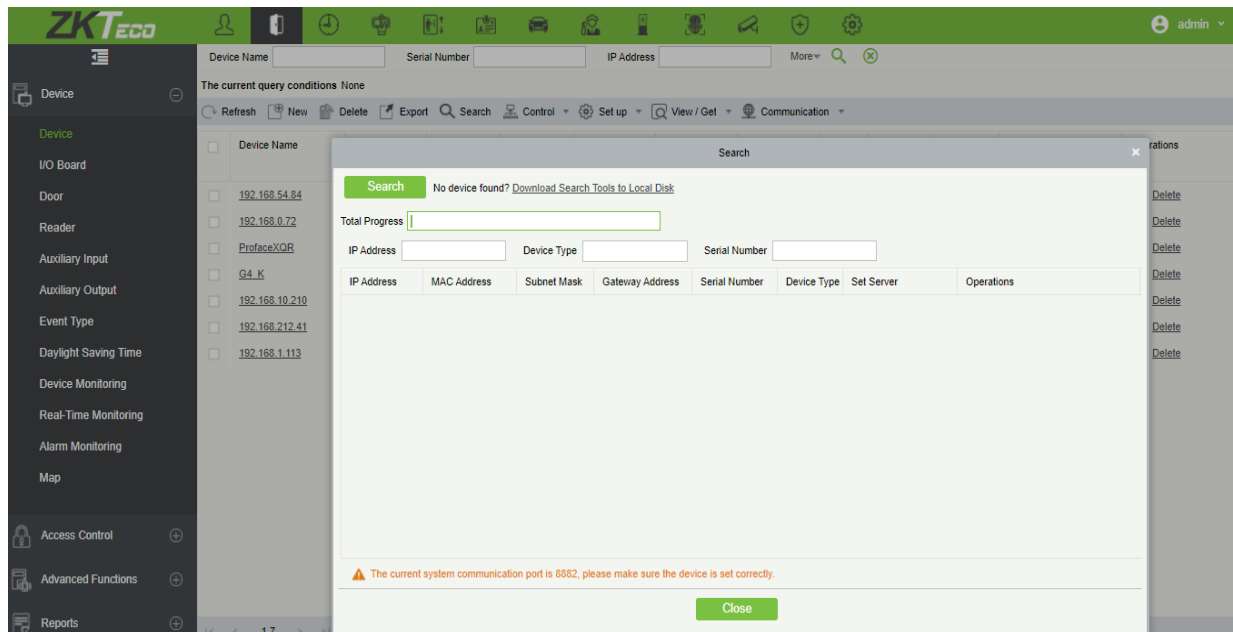 ZKTECO
admin
Device Name Serial Number IP Address More
The current query conditions None
Refresh New Delete Export Search Control Set up View / Get Communication
Device
Device
I/O Board
Door
Reader
Auxiliary Input
Auxiliary Output
Event Type
Daylight Saving Time
Device Monitoring
Real-Time Monitoring
Alarm Monitoring
Map
Access Control
Advanced Functions
Reports
Device Name
rations
192.168.54.84 Delete
192.168.0.72 Delete
ProfaceXQR Delete
G4_K Delete
192.168.10.210 Delete
192.168.212.41 Delete
192.168.1.113 Delete
Search
Search No device found? Download Search Tools to Local Disk
Total Progress
IP Address Device Type Serial Number
IP Address MAC Address Subnet Mask Gateway Address Serial Number Device Type Set Server Operations
The current system communication port is 8882, please make sure the device is set correctly.
Close